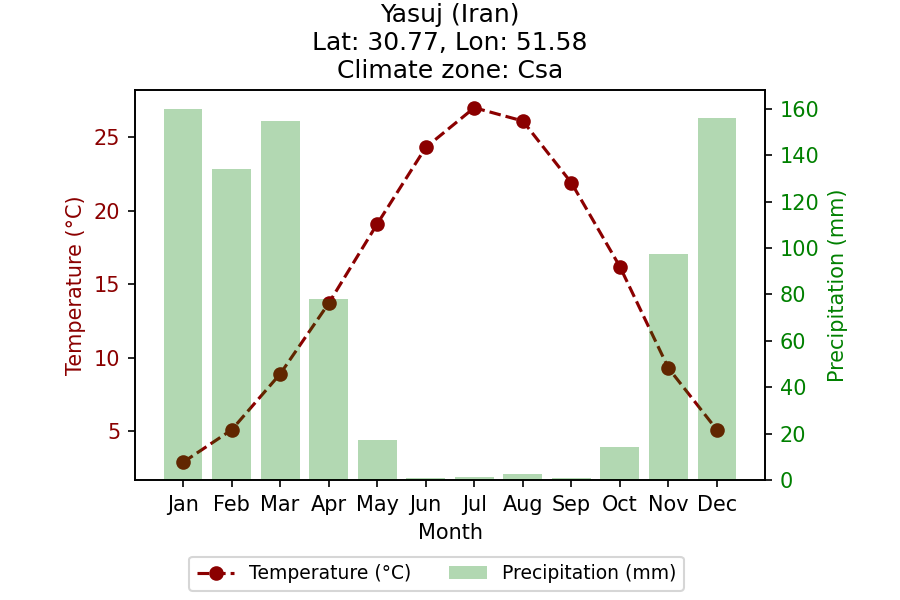 Yasuj (Iran)
Lat: 30.77, Lon: 51.58
Climate zone: Csa
Temperature (°C)
25
20
15
10
5
160
140
120
100
80
60
40
20
0
Precipitation (mm)
Jan Feb Mar Apr May Jun Jul Aug Sep Oct Nov Dec
Month
Temperature (°C) Precipitation (mm)